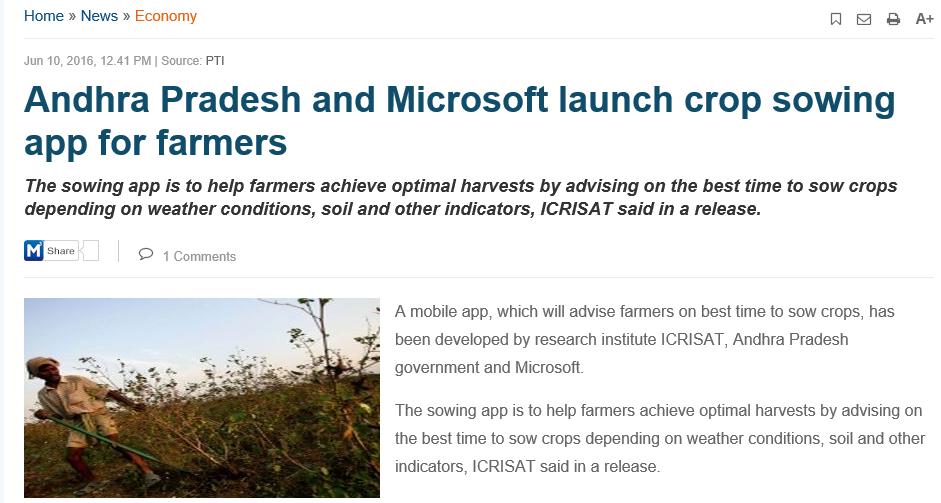 Home » News » Economy
A+
Jun 10, 2016, 12.41 PM | Source: PTI
Andhra Pradesh and Microsoft launch crop sowing
app for farmers
The sowing app is to help farmers achieve optimal harvests by advising on the best time to sow crops
depending on weather conditions, soil and other indicators, ICRISAT said in a release.
M Share
1 Comments
A mobile app, which will advise farmers on best time to sow crops, has
been developed by research institute ICRISAT, Andhra Pradesh
government and Microsoft.
The sowing app is to help farmers achieve optimal harvests by advising on
the best time to sow crops depending on weather conditions, soil and other
indicators, ICRISAT said in a release.